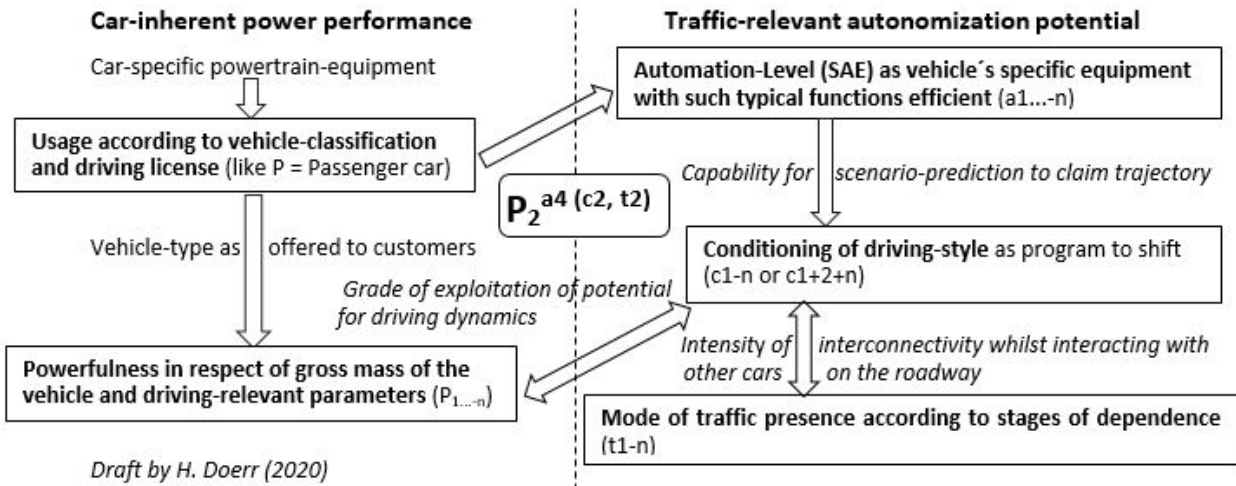 Car-inherent power performance
Car-specific powertrain-equipment
Usage according to vehicle-classification
and driving license (like P = Passenger car)
Vehicle-type as offered to customers
Grade of exploitation of potential
for driving dynamics
Powerfulness in respect of gross mass of the
vehicle and driving-relevant parameters (P1...-n)
Draft by H. Doerr (2020)
P2 a4 (c2, t2)
Traffic-relevant autonomization potential
Automation-Level (SAE) as vehicle´s specific equipment
with such typical functions efficient (a1...-n)
Capability for scenario-prediction to claim trajectory
Conditioning of driving-style as program to shift
(c1-n or c1+2+n)
Intensity of interconnectivity whilst interacting with
other cars on the roadway
Mode of traffic presence according to stages of dependence
(t1-n)